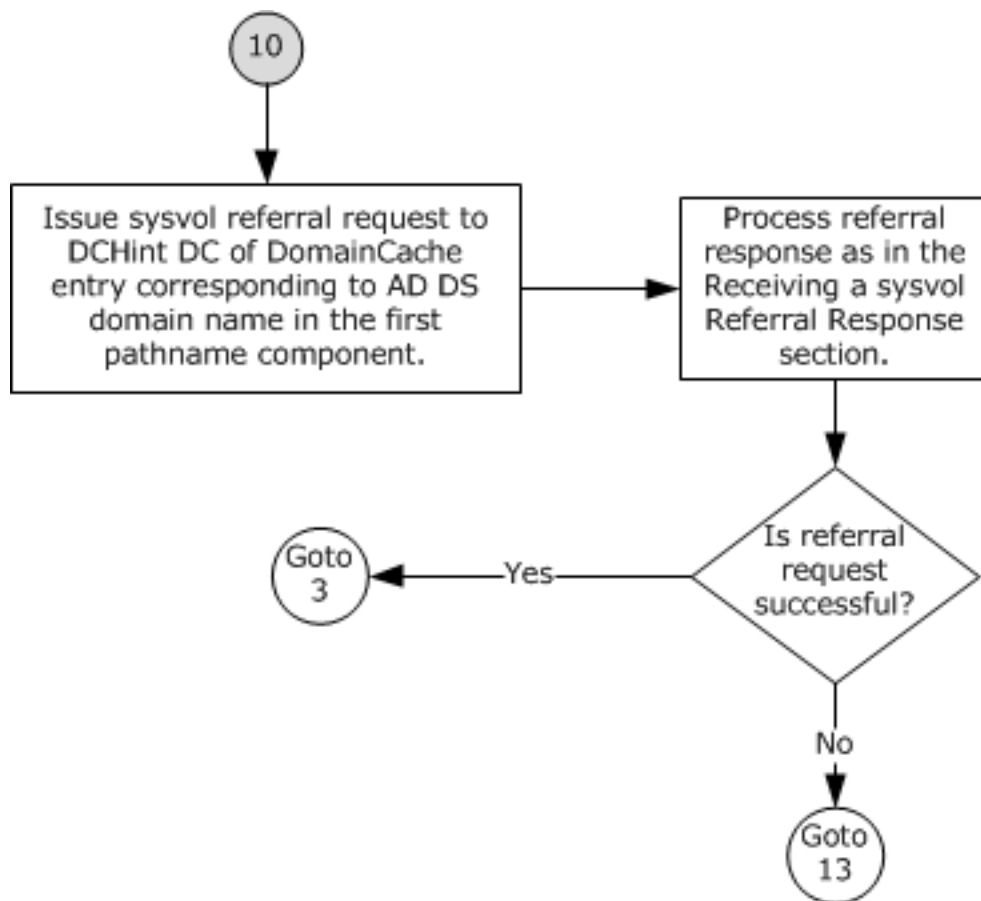 10
Issue sysvol referral request to
DCHint DC of DomainCache
entry corresponding to AD DS
domain name in the first
pathname component.
Process referral
response as in the
Receiving a sysvol
Referral Response
section.
Is referral
request
successful?
Yes
Goto
3
No
Goto
13